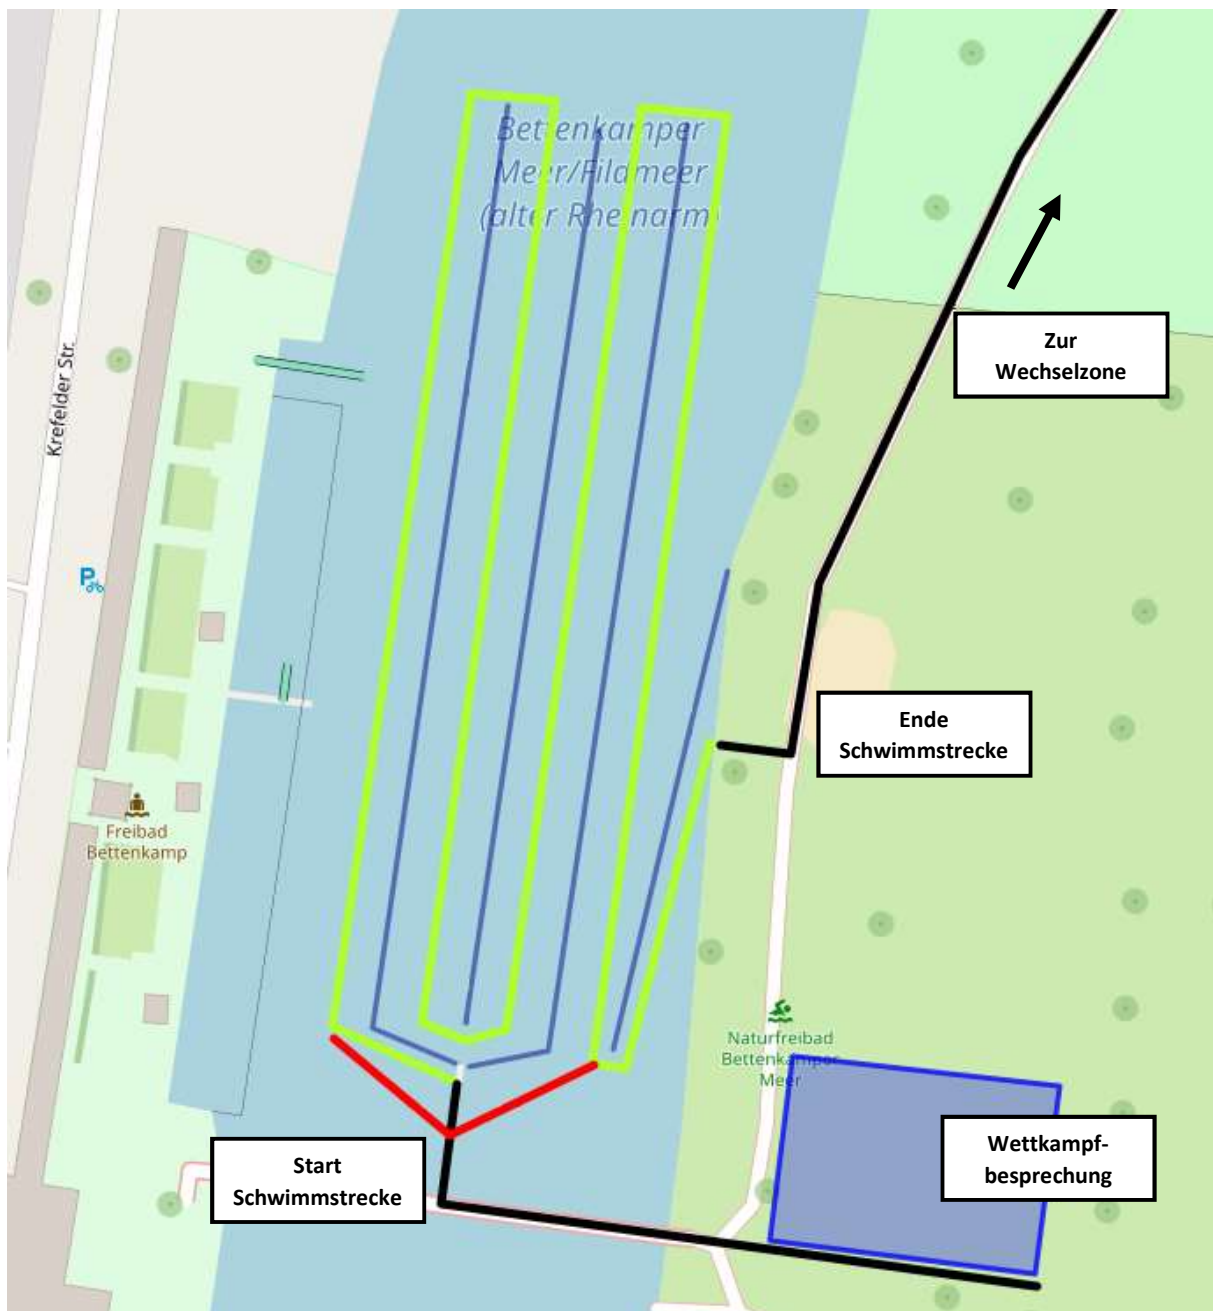 Bettenkamper
Meer/Fildmeer
(alter Rheinarm)
Krefelder Str.
Zur
Wechselzone
P
Ende
Schwimmstrecke
Freibad
Bettenkamp
Naturfreibad
Bettenkamper
Meer
Start
Schwimmstrecke
Wettkampf-
besprechung